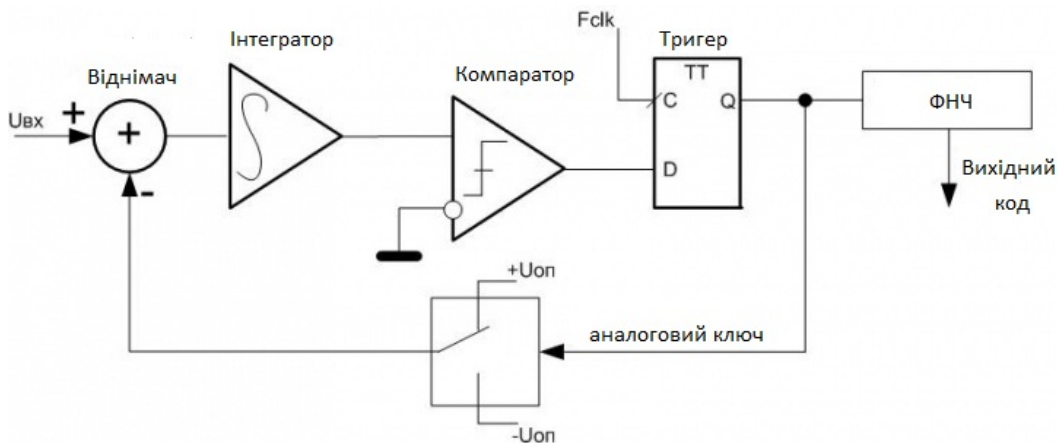 Fclk
Інтегратор
Тригер
Віднімач
Компаратор
TT
Uвх
+
+
C
Q
ФНЧ
-
D
Вихідний
код
+Uоп
аналоговий ключ
-Uоп